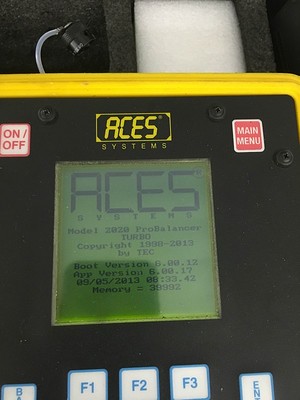 ACES®
SYSTEMS
ON /
OFF
MAIN
MENU
ACES®
SYSTEMS
Model 2020 ProBalancer
TURBO
Copyright 1998-2013
by TEC
Boot Version 6.00.12
App Version 6.00.17
09/05/2013 08:33.42
Memory = 39992
F1
F2
F3